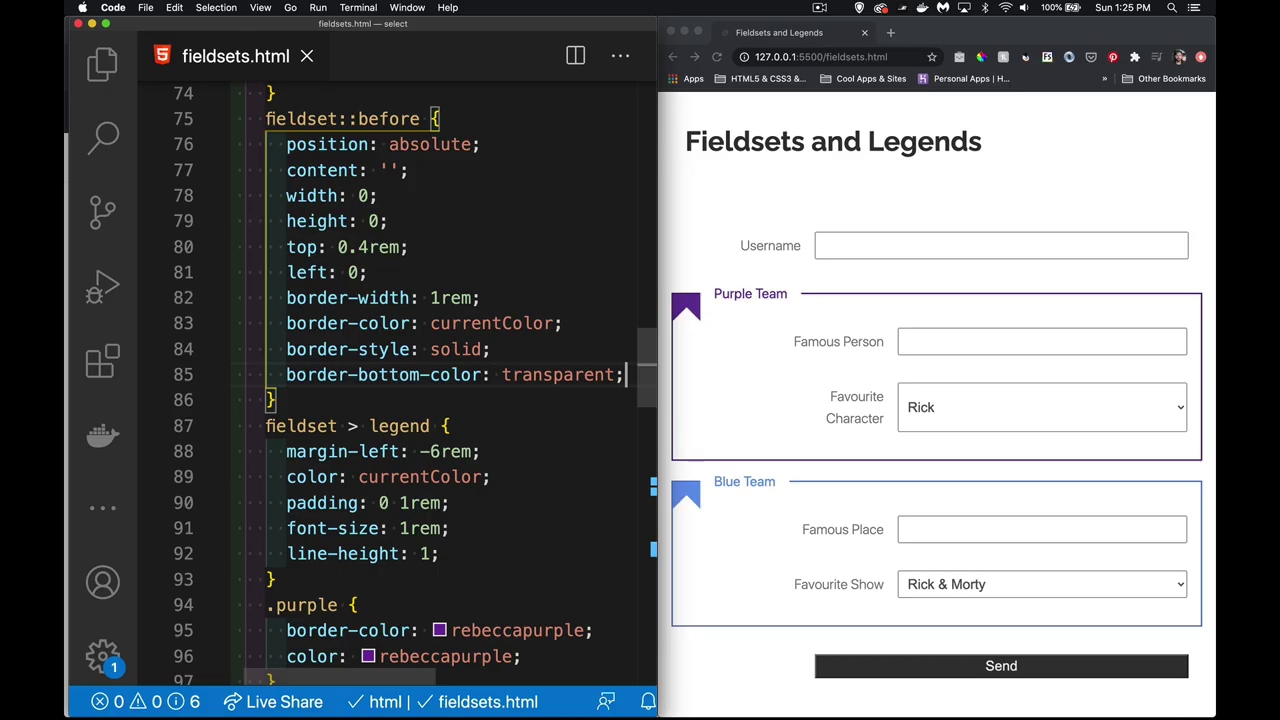 Code File Edit Selection View Go Run Terminal Window Help 100% Sun 1:25 PM
fieldsets.html — select
fieldsets.html
74 }
75 fieldset::before {
76 position: absolute;
77 content: '';
78 width: 0;
79 height: 0;
80 top: 0.4rem;
81 left: 0;
82 border-width: 1rem;
83 border-color: currentColor;
84 border-style: solid;
85 border-bottom-color: transparent;
86 }
87 fieldset > legend {
88 margin-left: -6rem;
89 color: currentColor;
90 padding: 0 1rem;
91 font-size: 1rem;
92 line-height: 1;
93 }
94 .purple {
95 border-color: rebeccapurple;
96 color: rebeccapurple;
97 }
1
0 0 6 Live Share html fieldsets.html
Fieldsets and Legends
127.0.0.1:5500/fieldsets.html
Apps HTML5 & CSS3 &... Cool Apps & Sites Personal Apps | H... » Other Bookmarks
Fieldsets and Legends
Username
Purple Team
Famous Person
Favourite
Character
Rick
Blue Team
Famous Place
Favourite Show Rick & Morty
Send